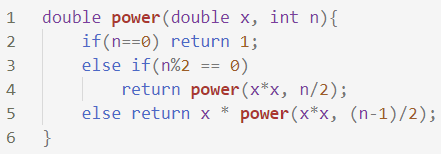 1 double power(double x, int n){
2 if(n==0) return 1;
3 else if(n%2 == 0)
4 return power(x*x, n/2);
5 else return x * power(x*x, (n-1)/2);
6 }